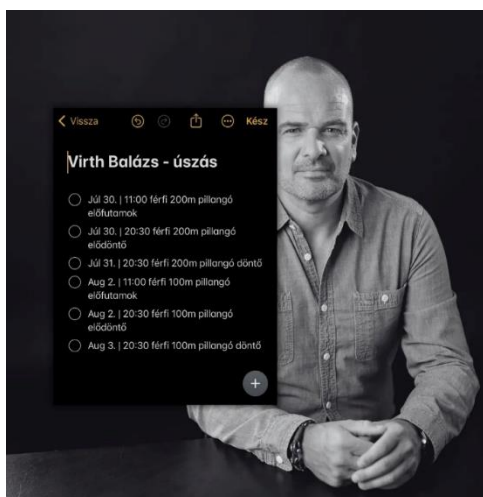 Vissza Kész
Virth Balázs - úszás
Júl 30. | 11:00 férfi 200m pillangó
előfutamok
Júl 30. | 20:30 férfi 200m pillangó
elődöntő
Júl 31. | 20:30 férfi 200m pillangó döntő
Aug 2. | 11:00 férfi 100m pillangó
előfutamok
Aug 2. | 20:30 férfi 100m pillangó
elődöntő
Aug 3. | 20:30 férfi 100m pillangó döntő